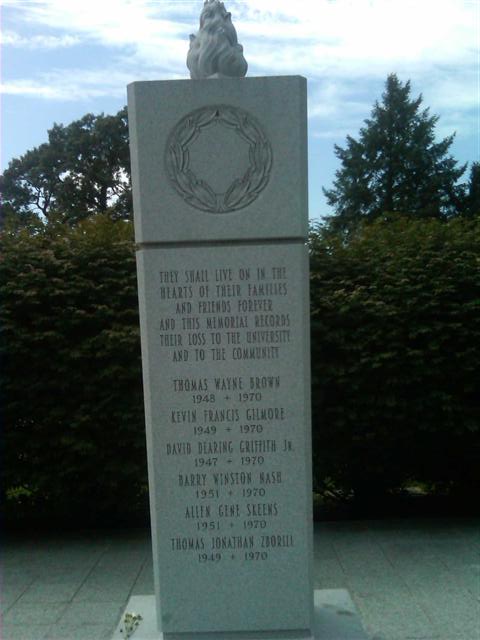 THEY SHALL LIVE ON IN THE
HEARTS OF THEIR FAMILIES
AND FRIENDS FOREVER
AND THIS MEMORIAL RECORDS
THEIR LOSS TO THE UNIVERSITY
AND TO THE COMMUNITY
THOMAS WAYNE BROWN
1948 + 1970
KEVIN FRANCIS GILMORE
1949 + 1970
DAVID DEARING GRIFFITH JR.
1947 + 1970
BARRY WINSTON NASH
1951 + 1970
ALLEN GENE SKEENS
1951 + 1970
THOMAS JONATHAN ZBORILL
1949 + 1970